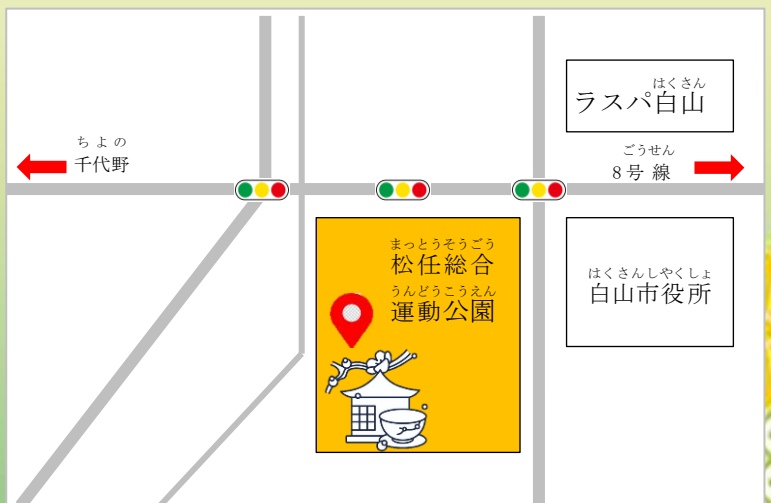 はくさん
ラスパ白山
ちよの
千代野
ごうせん
8号線
まっとうそうごう
松任総合
うんどうこうえん
運動公園
はくさんしやくしょ
白山市役所